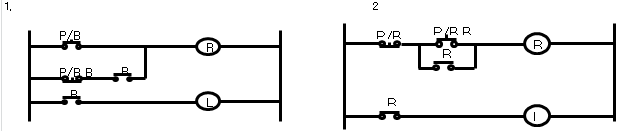 1. 2
P/B R
P/B B R
R L
P/R P/R R R
R
R I